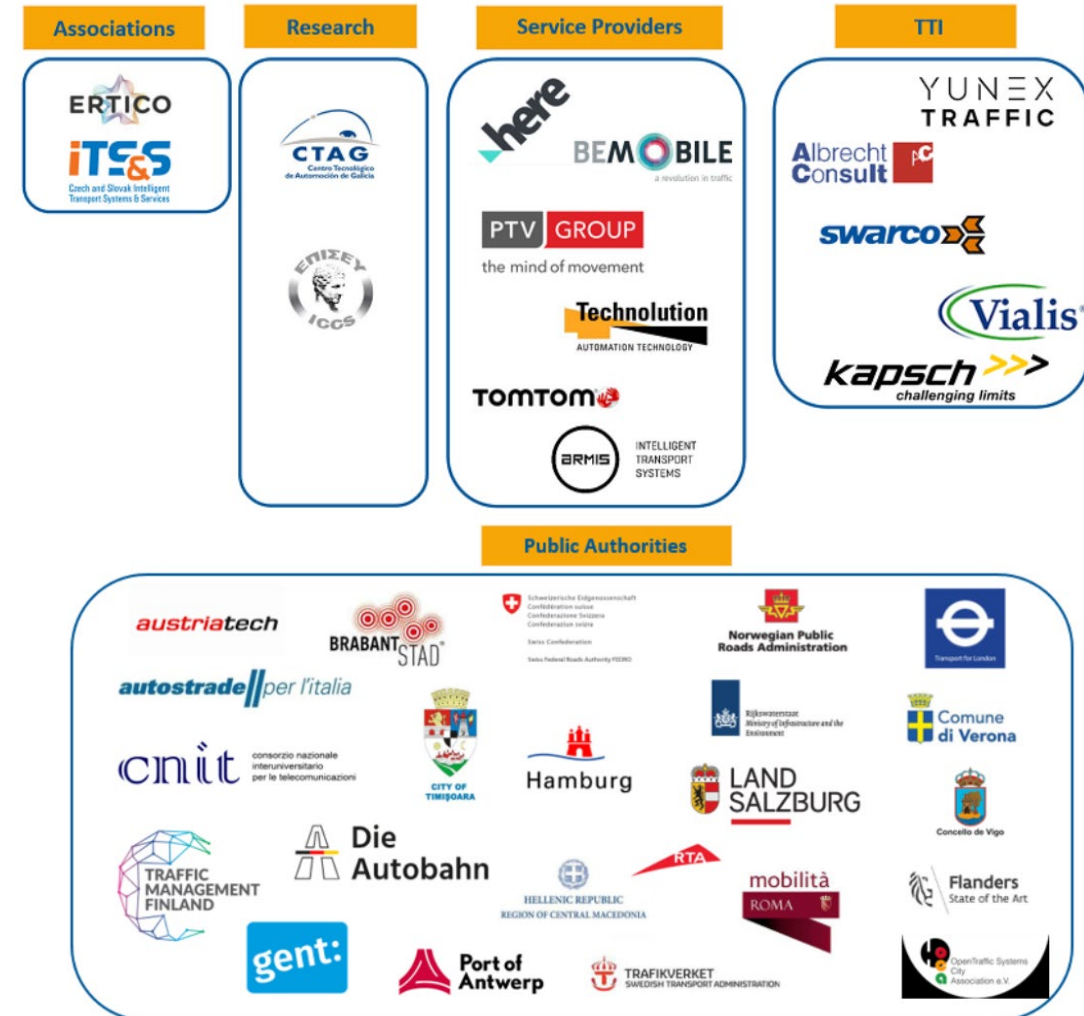 Associations
Research
Service Providers
TTI
ERTICO
iTS&S
Czech and Slovak Intelligent
Transport Systems & Services
CTAG
Centro Tecnológico
de Automoción de Galicia
ΕΠΙΣΕΥ
ICCS
here
BEMOBILE
a revolution in traffic
PTV GROUP
the mind of movement
Technolution
AUTOMATION TECHNOLOGY
TOMTOM
ARMIS
INTELLIGENT
TRANSPORT
SYSTEMS
YUNEX
TRAFFIC
Albrecht
Consult
swarco
Vialis
kapsch >>>
challenging limits
Public Authorities
austriatech
BRABANT
STAD
Schweizerische Eidgenossenschaft
Confédération suisse
Confederazione Svizzera
Confederaziun svizra
Swiss Confederation
Swiss Federal Roads Authority FEDRO
Norwegian Public
Roads Administration
Transport for London
autostrade//per l'italia
CITY OF
TIMIȘOARA
Rijkswaterstaat
Ministry of Infrastructure and the
Environment
Comune
di Verona
cnit
consorzio nazionale
interuniversitario
per le telecomunicazioni
Hamburg
LAND
SALZBURG
Concello de Vigo
TRAFFIC
MANAGEMENT
FINLAND
Die
Autobahn
HELLENIC REPUBLIC
REGION OF CENTRAL MACEDONIA
RTA
mobilità
ROMA
Flanders
State of the Art
gent:
Port of
Antwerp
TRAFIKVERKET
SWEDISH TRANSPORT ADMINISTRATION
OpenTraffic Systems
City
Association e.V.